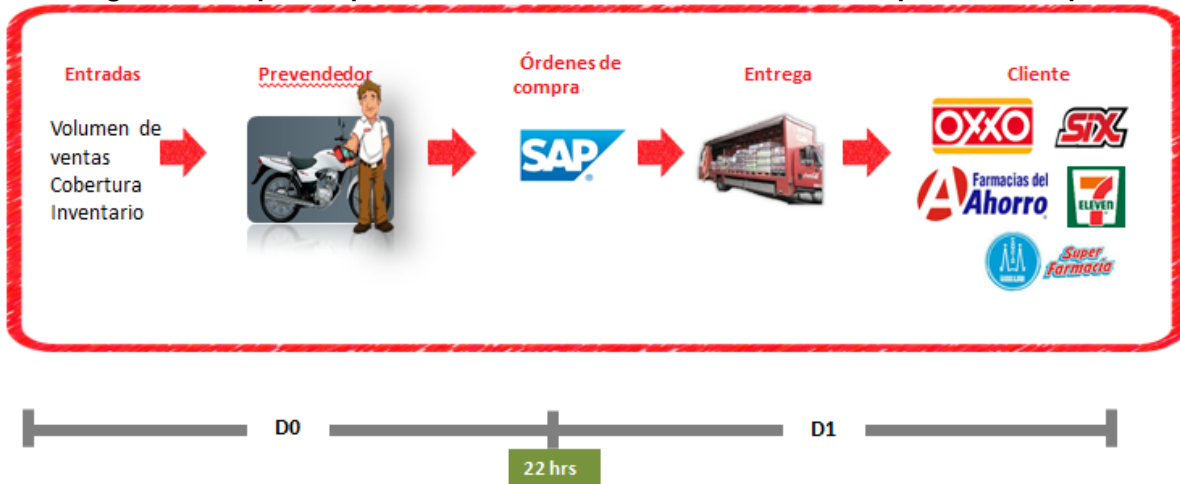 Entradas
Volumen de
ventas
Cobertura
Inventario
Prevendedor
Órdenes de
compra
SAP
Entrega
Cliente
OXXO
SIX
Farmacias del
Ahorro
7
ELEVEN
Super
Farmacia
D0
D1
22 hrs